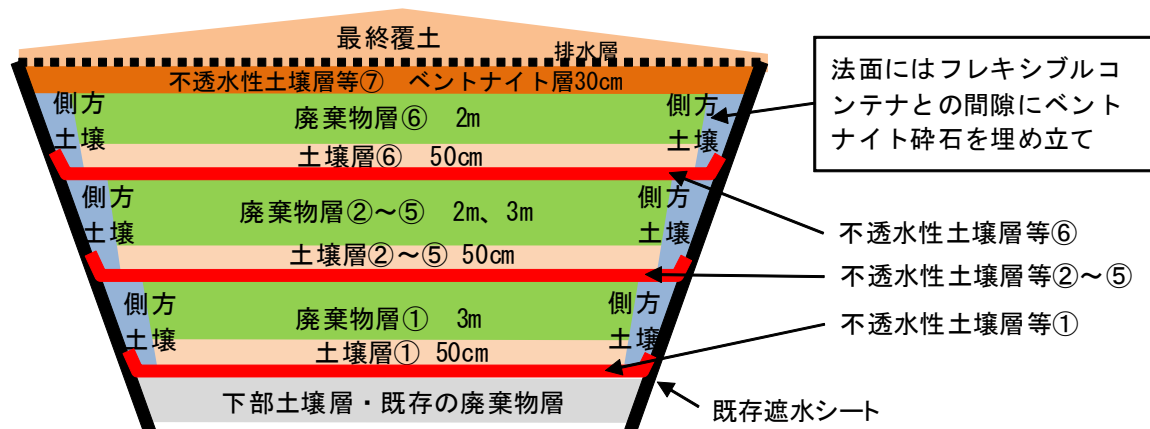 最終覆土
排水層
不透水性土壌層等⑦　ベントナイト層30cm
側方
土壌
廃棄物層⑥　2m
側方
土壌
土壌層⑥ 50cm
側方
土壌
廃棄物層②～⑤　2m、3m
側方
土壌
土壌層②～⑤ 50cm
側方
土壌
廃棄物層①　3m
側方
土壌
土壌層① 50cm
下部土壌層・既存の廃棄物層
法面にはフレキシブルコ
ンテナとの間隙にベント
ナイト砕石を埋め立て
不透水性土壌層等⑥
不透水性土壌層等②～⑤
不透水性土壌層等①
既存遮水シート